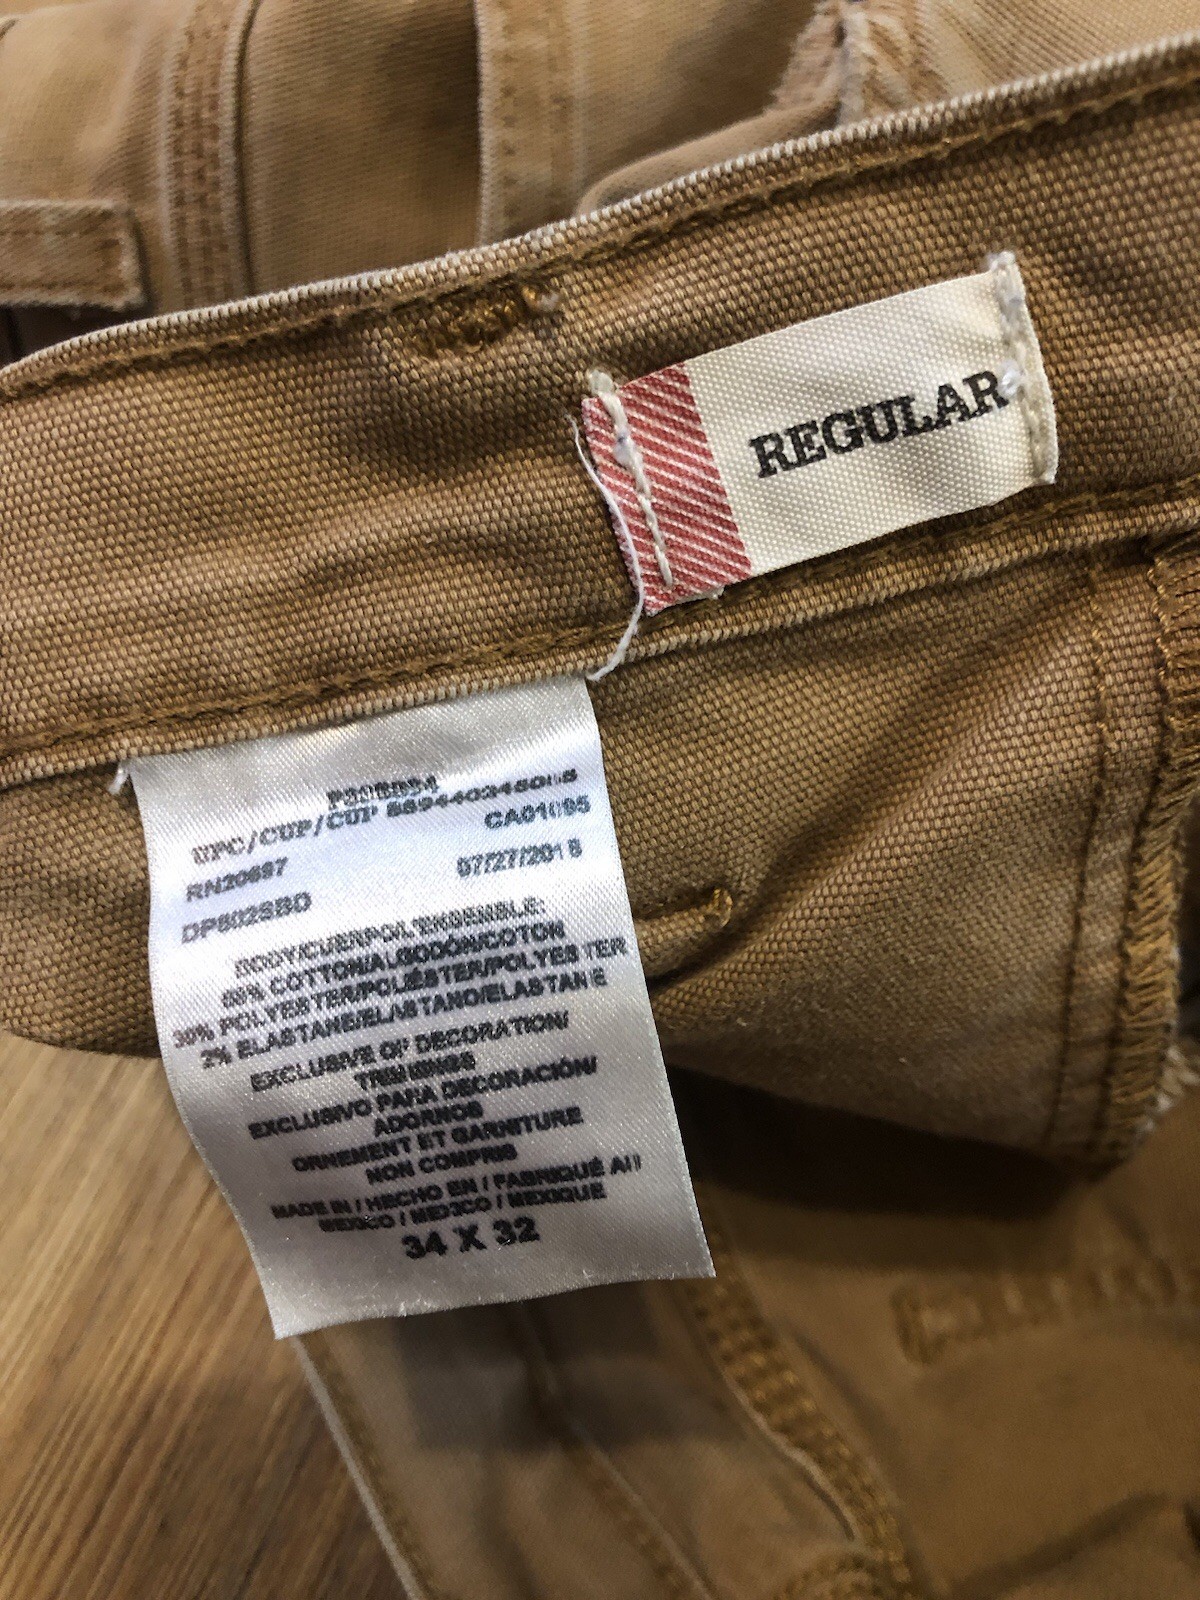 REGULAR
UPC/CUP/CUP
CA01095
RN20697
07/27/2018
BODY/CUERPO/L'ENSEMBLE:
COTTON/ALGODÓN/COTON
POLYESTER/POLIÉSTER/POLYESTER
2% ELASTANE/ELASTANO/ELASTANE
EXCLUSIVE OF DECORATION/
TRIMMINGS
EXCLUSIVO PARA DECORACIÓN/
ADORNOS
ORNEMENT ET GARNITURE
NON COMPRIS
MADE IN / HECHO EN / FABRIQUÉ AU
MEXICO / MEXICO / MEXIQUE
34 X 32